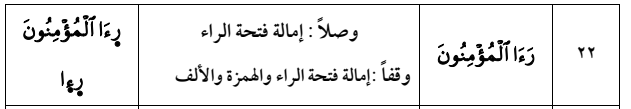 ٢٢
رَءَا ٱلْمُؤْمِنُونَ
وصلاً : إمالة فتحة الراء
وقفاً :إمالة فتحة الراء والهمزة والألف
رِءَا ٱلْمُؤْمِنُونَ
رِءِا